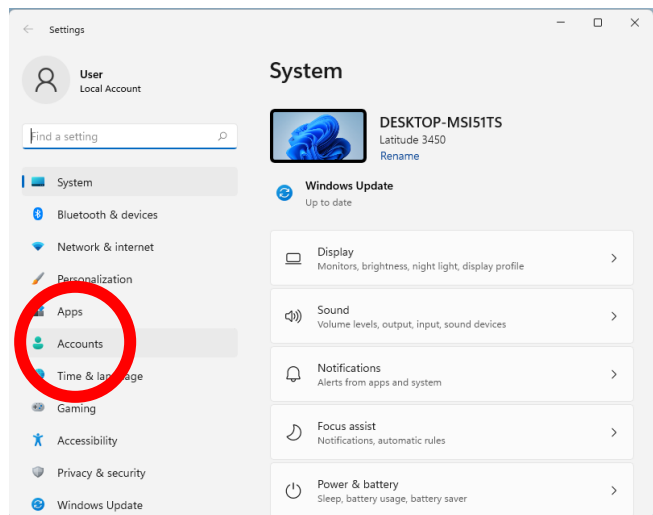 Settings
User
Local Account
Find a setting
System
Bluetooth & devices
Network & internet
Personalization
Apps
Accounts
Time & language
Gaming
Accessibility
Privacy & security
Windows Update
System
DESKTOP-MSI51TS
Latitude 3450
Rename
Windows Update
Up to date
Display
Monitors, brightness, night light, display profile
Sound
Volume levels, output, input, sound devices
Notifications
Alerts from apps and system
Focus assist
Notifications, automatic rules
Power & battery
Sleep, battery usage, battery saver